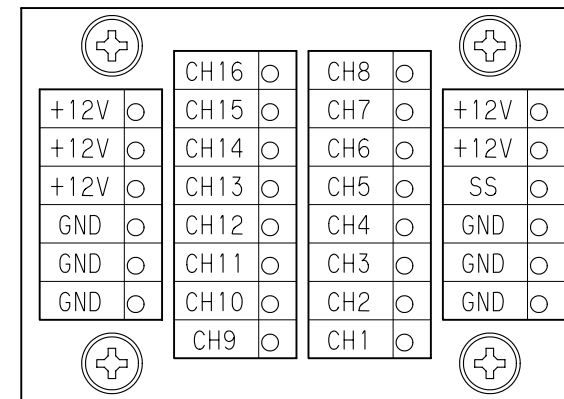 CH16 CH8
+12V CH15 CH7 +12V
+12V CH14 CH6 +12V
+12V CH13 CH5 SS
GND CH12 CH4 GND
GND CH11 CH3 GND
GND CH10 CH2 GND
CH9 CH1